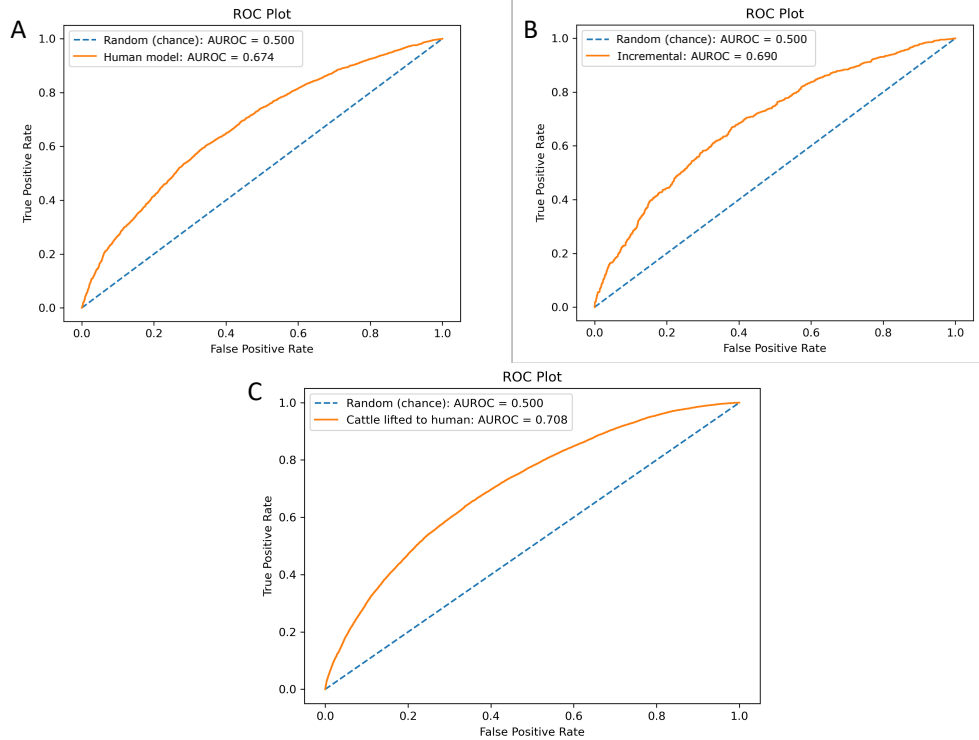 A
ROC Plot
Random (chance): AUROC = 0.500
Human model: AUROC = 0.674
True Positive Rate
1.0
0.8
0.6
0.4
0.2
0.0
0.0 0.2 0.4 0.6 0.8 1.0
False Positive Rate
B
ROC Plot
Random (chance): AUROC = 0.500
Incremental: AUROC = 0.690
True Positive Rate
1.0
0.8
0.6
0.4
0.2
0.0
0.0 0.2 0.4 0.6 0.8 1.0
False Positive Rate
C
ROC Plot
Random (chance): AUROC = 0.500
Cattle lifted to human: AUROC = 0.708
True Positive Rate
1.0
0.8
0.6
0.4
0.2
0.0
0.0 0.2 0.4 0.6 0.8 1.0
False Positive Rate